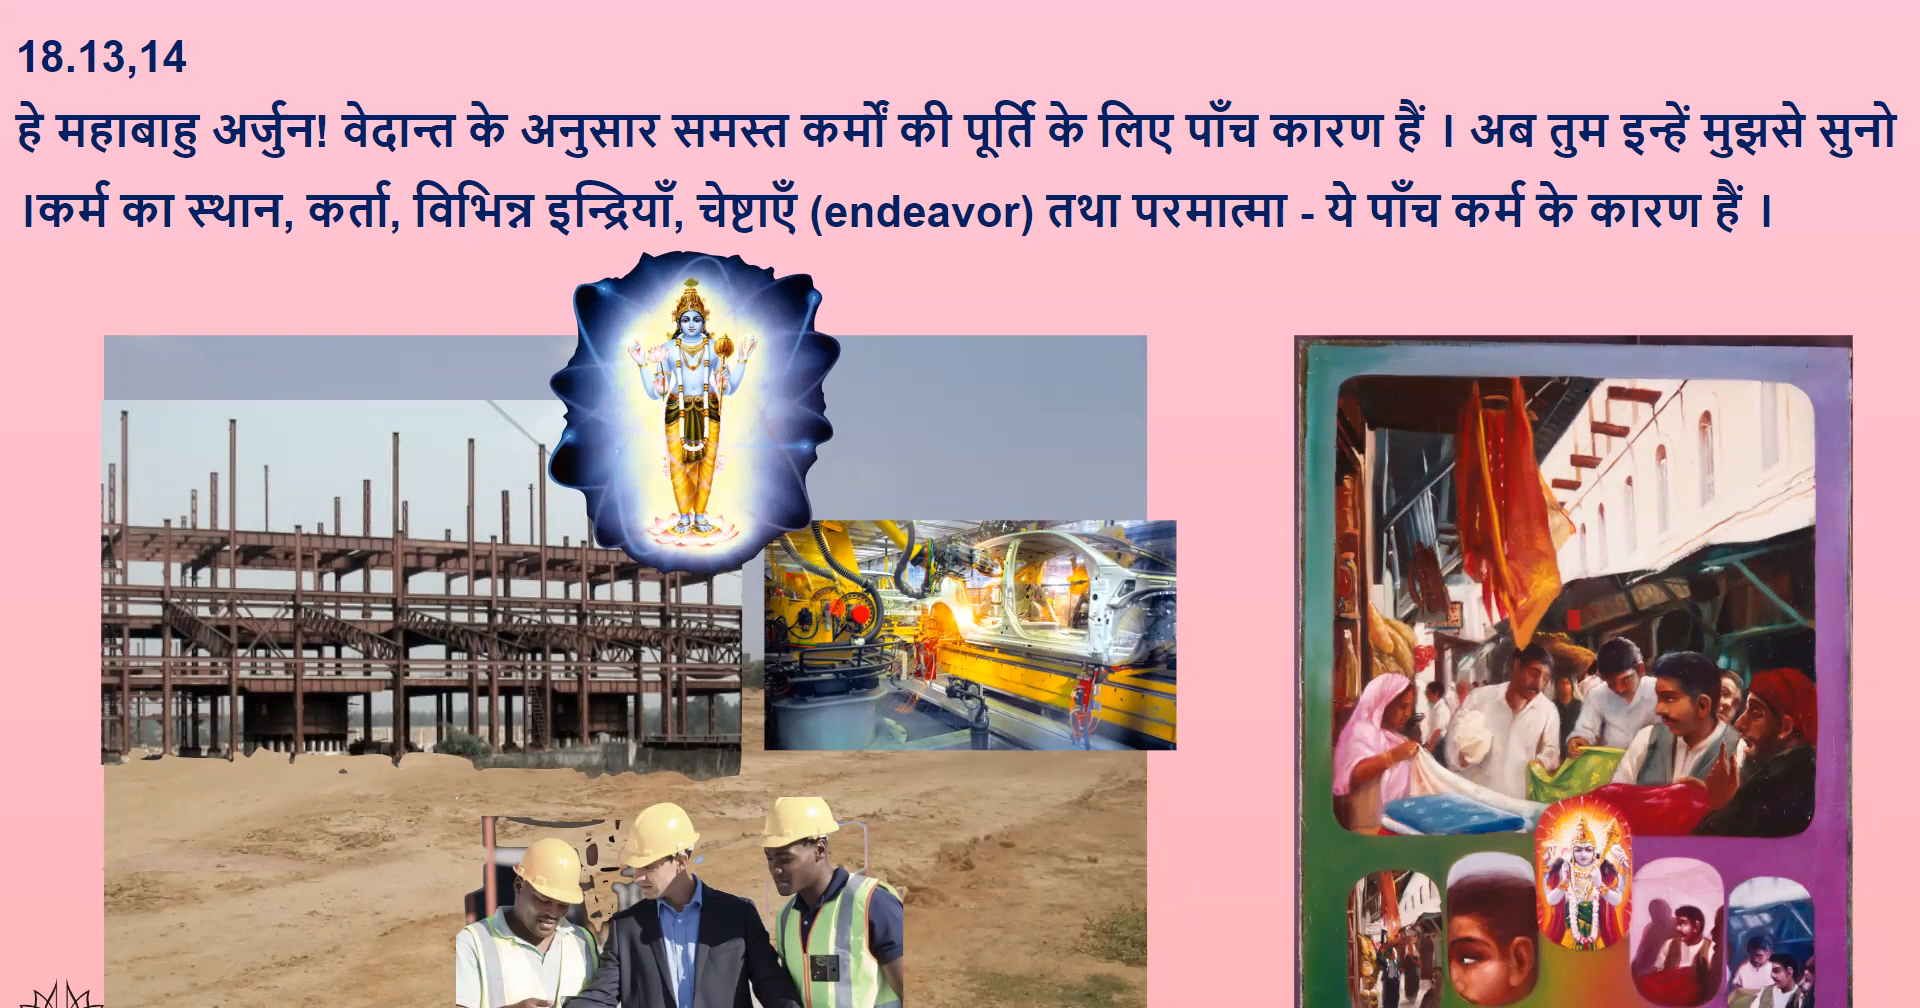 18.13,14
हे महाबाहु अर्जुन! वेदान्त के अनुसार समस्त कर्मों की पूर्ति के लिए पाँच कारण हैं । अब तुम इन्हें मुझसे सुनो
।कर्म का स्थान, कर्ता, विभिन्न इन्द्रियाँ, चेष्टाएँ (endeavor) तथा परमात्मा - ये पाँच कर्म के कारण हैं ।